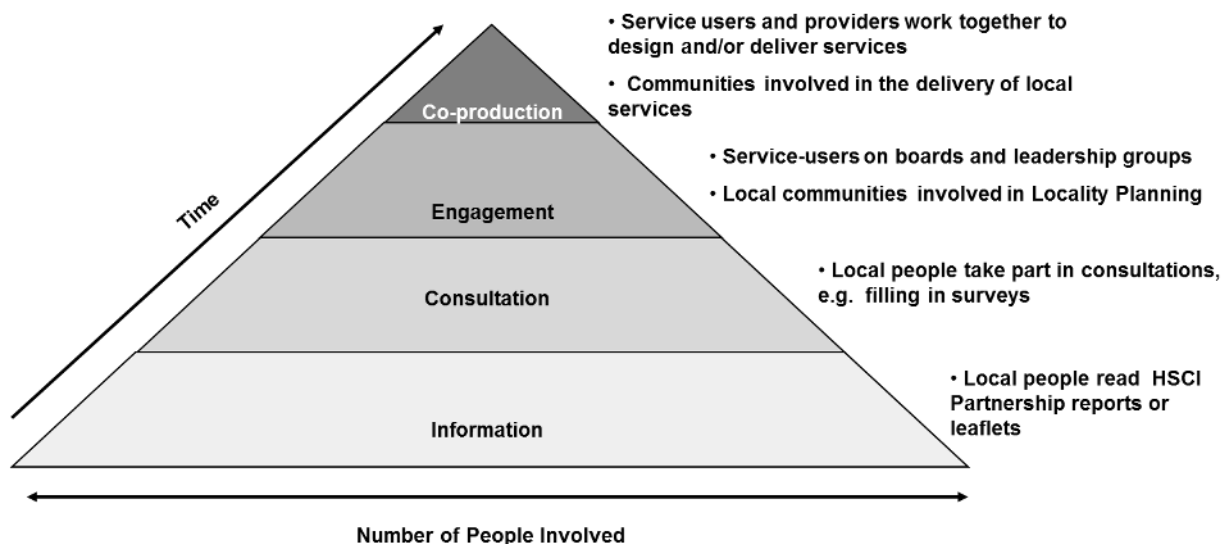 • Service users and providers work together to
design and/or deliver services
• Communities involved in the delivery of local
services
Co-production
• Service-users on boards and leadership groups
• Local communities involved in Locality Planning
Time
Engagement
• Local people take part in consultations,
e.g. filling in surveys
Consultation
• Local people read HSCI
Partnership reports or
leaflets
Information
Number of People Involved